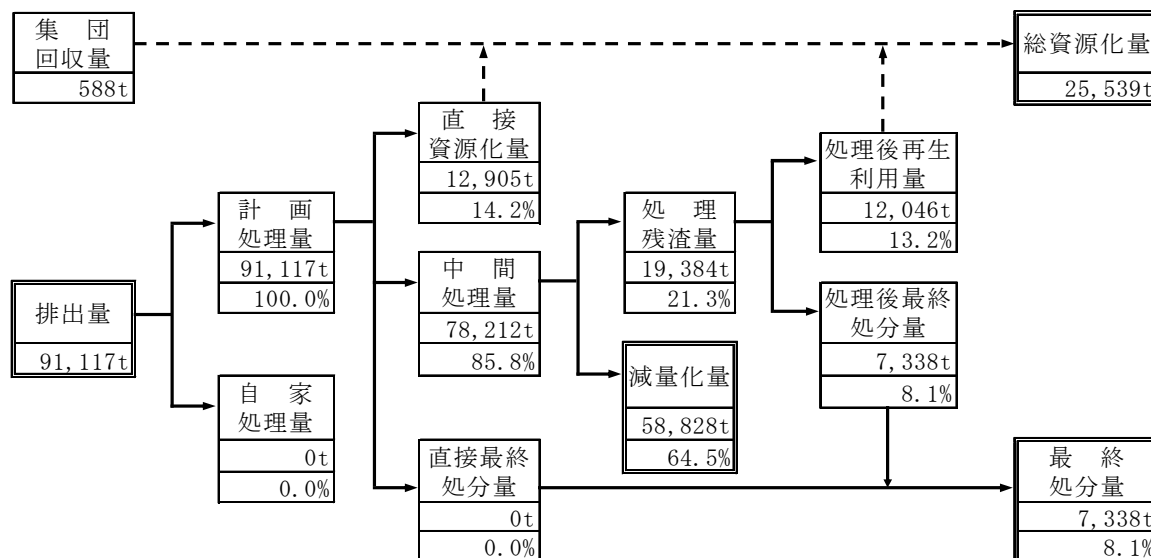 集　団
回収量
588t
総資源化量
25,539t
直　接
資源化量
12,905t
14.2%
処理後再生
利用量
12,046t
13.2%
計　画
処理量
91,117t
100.0%
処　理
残渣量
19,384t
21.3%
中　間
処理量
78,212t
85.8%
排出量
91,117t
処理後最終
処分量
7,338t
8.1%
減量化量
58,828t
64.5%
自　家
処理量
0t
0.0%
直接最終
処分量
0t
0.0%
最　終
処分量
7,338t
8.1%